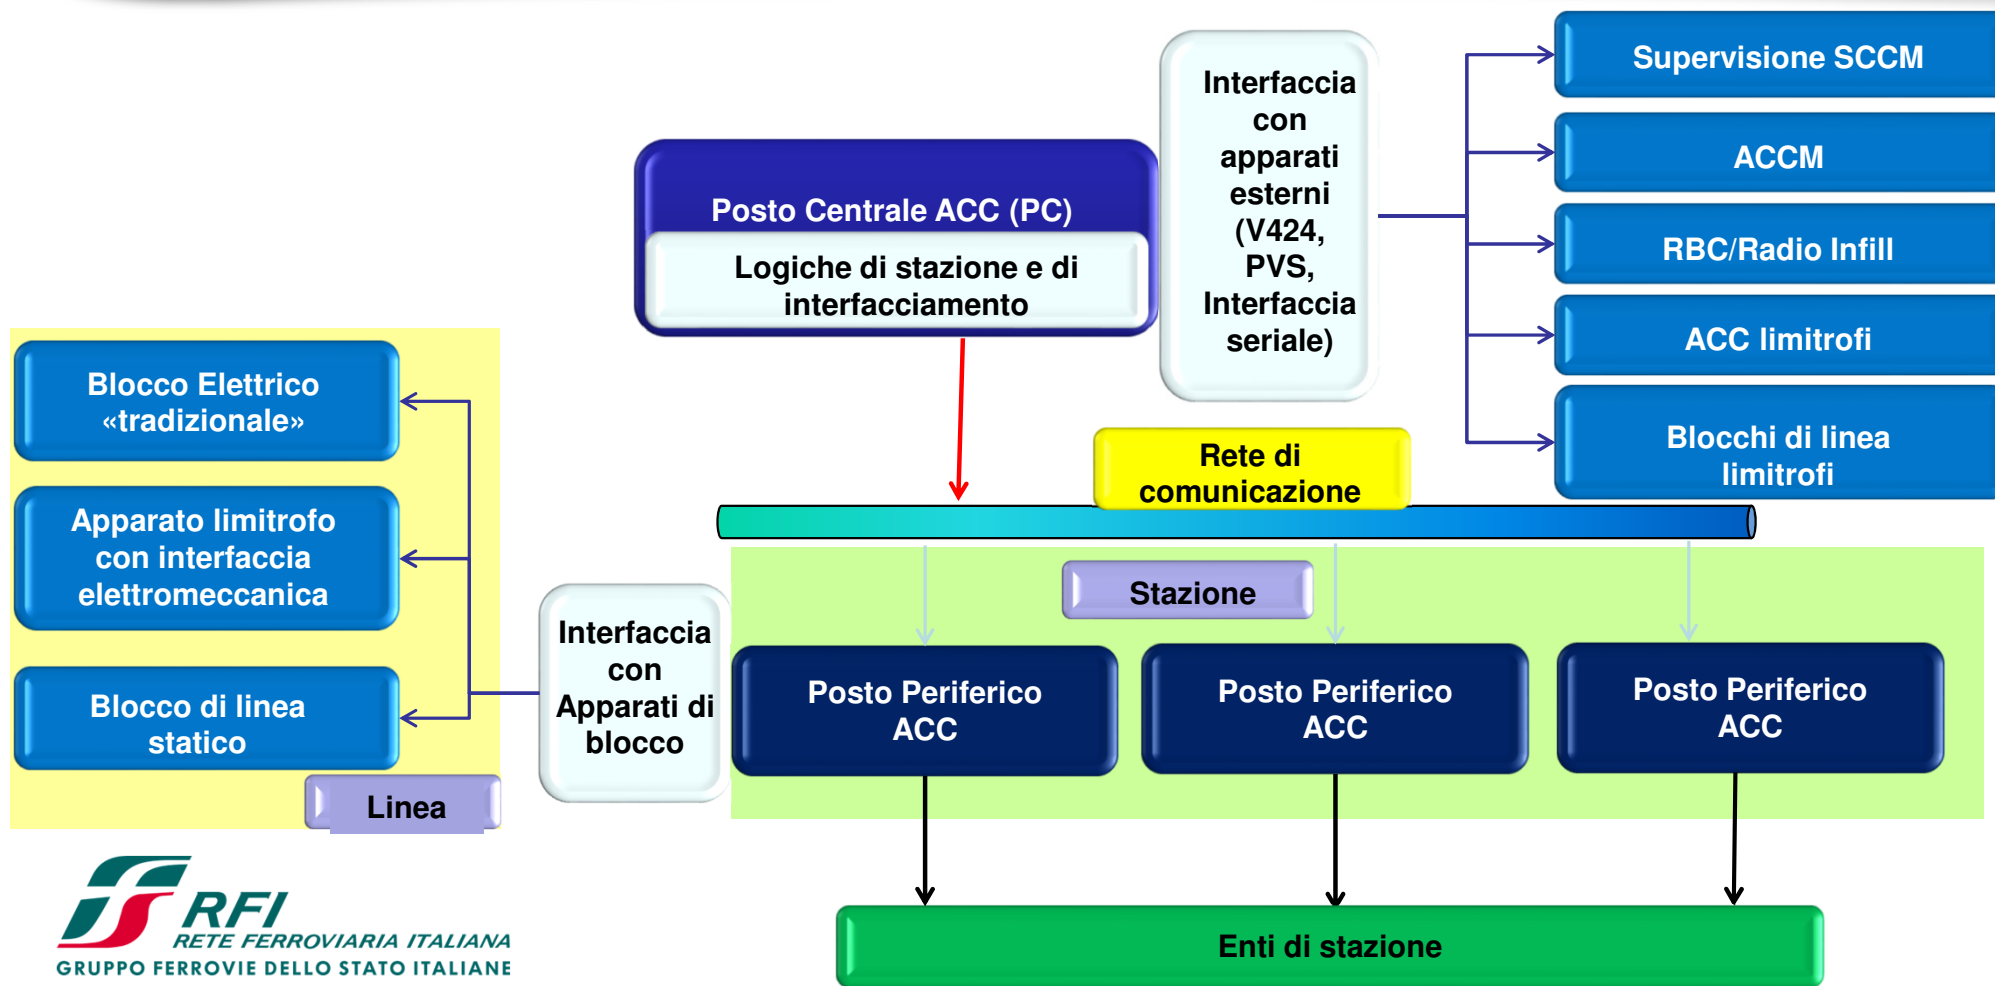 Supervisione SCCM
Interfaccia
con
apparati
esterni
(V424,
PVS,
Interfaccia
seriale)
ACCM
Posto Centrale ACC (PC)
Logiche di stazione e di
interfacciamento
RBC/Radio Infill
ACC limitrofi
Blocchi di linea
limitrofi
Blocco Elettrico
«tradizionale»
Apparato limitrofo
con interfaccia
elettromeccanica
Blocco di linea
statico
Linea
Interfaccia
con
Apparati di
blocco
Rete di
comunicazione
Stazione
Posto Periferico
ACC
Posto Periferico
ACC
Posto Periferico
ACC
Enti di stazione
RFI
RETE FERROVIARIA ITALIANA
GRUPPO FERROVIE DELLO STATO ITALIANE